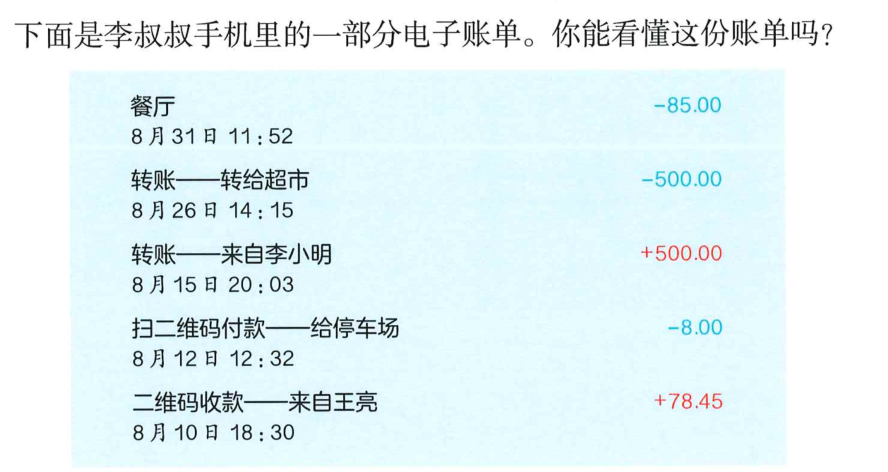 下面是李叔叔手机里的一部分电子账单。你能看懂这份账单吗?
餐厅 -85.00
8月31日 11:52
转账——转给超市 -500.00
8月26日 14:15
转账——来自李小明 +500.00
8月15日 20:03
扫二维码付款——给停车场 -8.00
8月12日 12:32
二维码收款——来自王亮 +78.45
8月10日 18:30